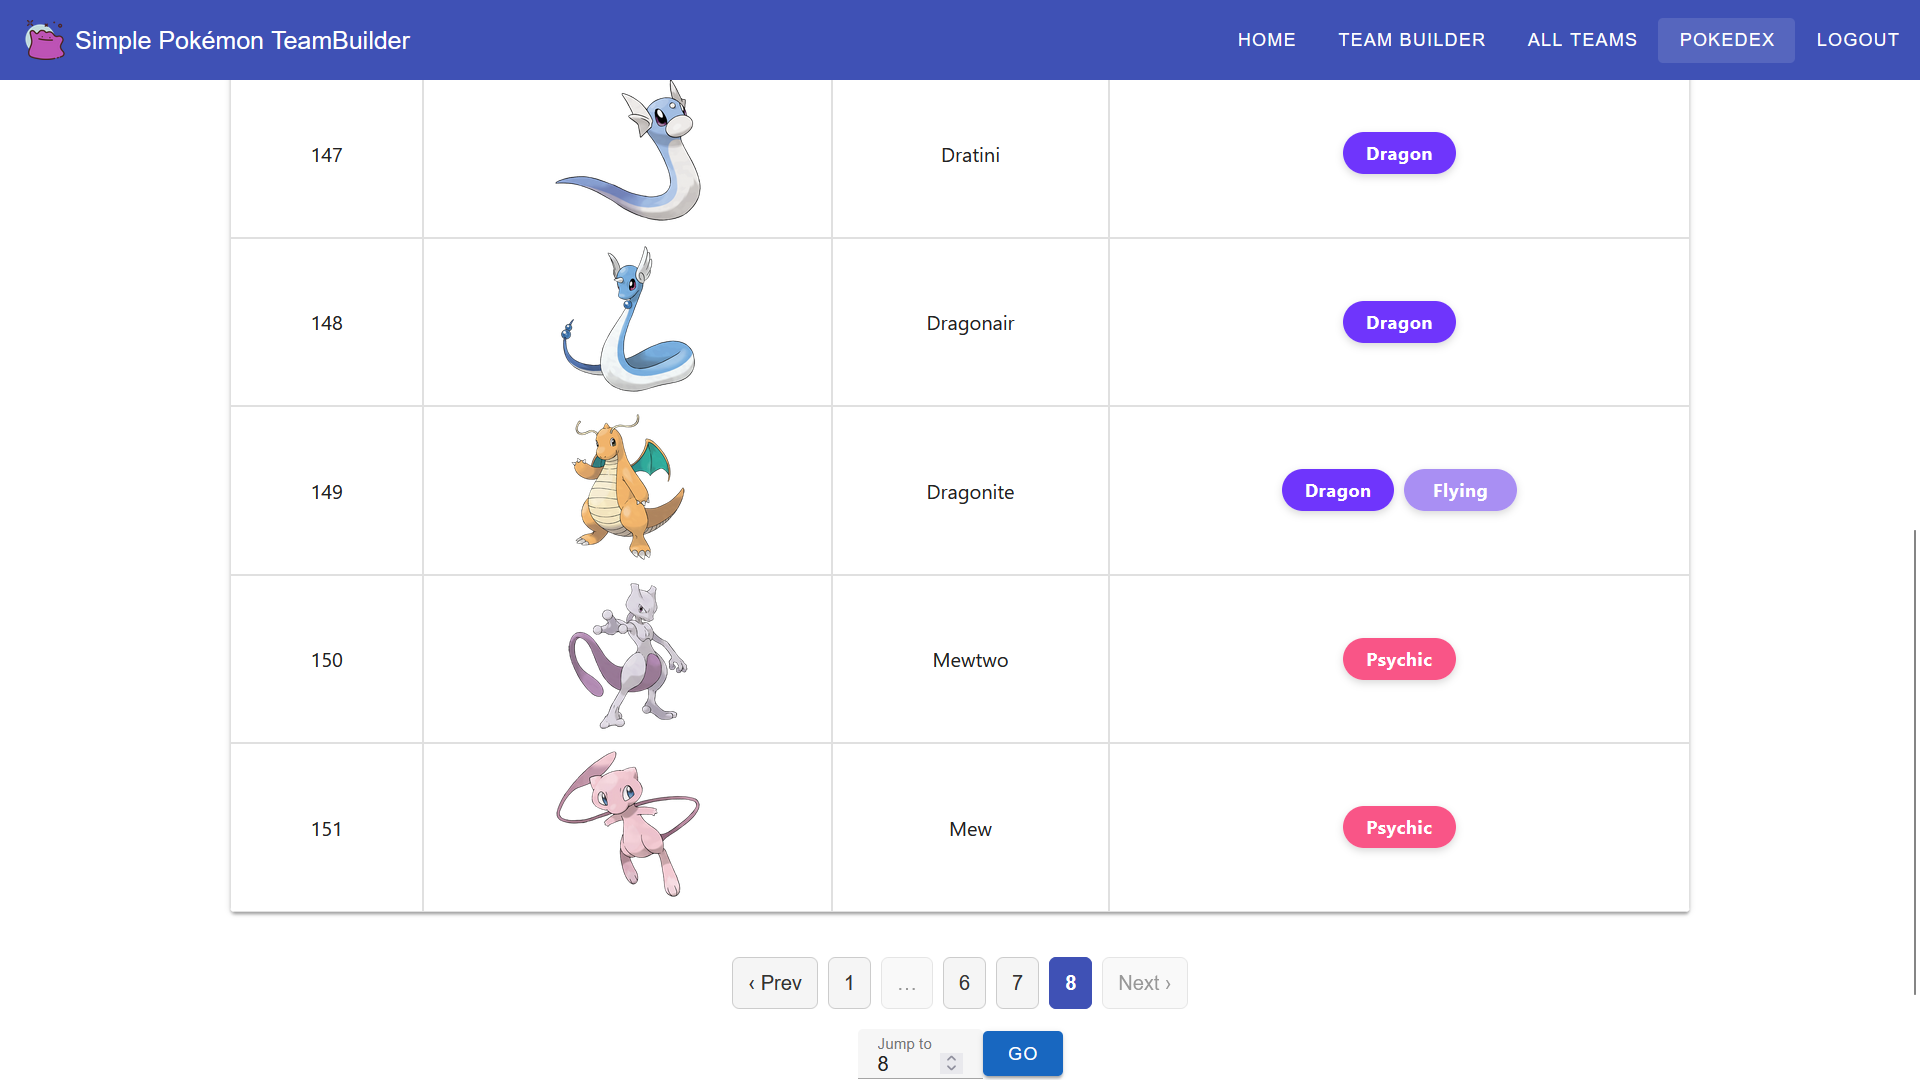 Simple Pokémon TeamBuilder HOME TEAM BUILDER ALL TEAMS POKEDEX LOGOUT
147 Dratini Dragon
148 Dragonair Dragon
149 Dragonite Dragon Flying
150 Mewtwo Psychic
151 Mew Psychic
‹ Prev 1 ... 6 7 8 Next ›
Jump to
8 GO